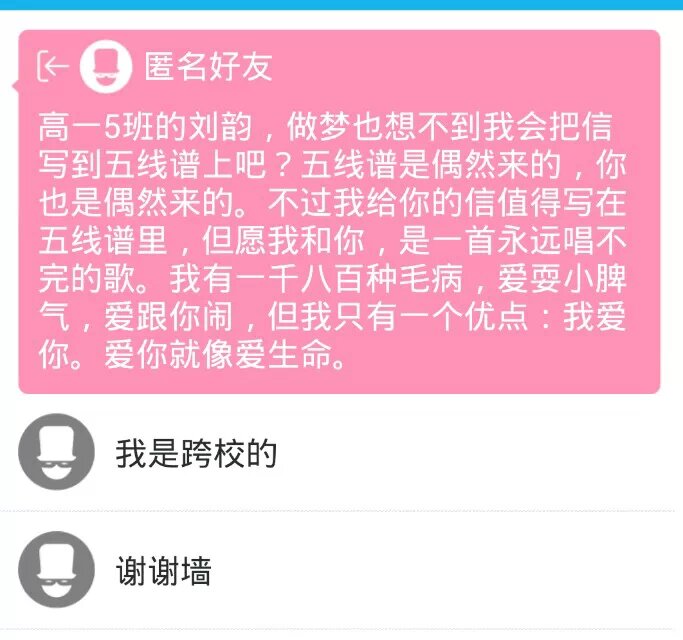 匿名好友
高一5班的刘韵，做梦也想不到我会把信
写到五线谱上吧？五线谱是偶然来的，你
也是偶然来的。不过我给你的信值得写在
五线谱里，但愿我和你，是一首永远唱不
完的歌。我有一千八百种毛病，爱耍小脾
气，爱跟你闹，但我只有一个优点：我爱
你。爱你就像爱生命。
我是跨校的
谢谢墙